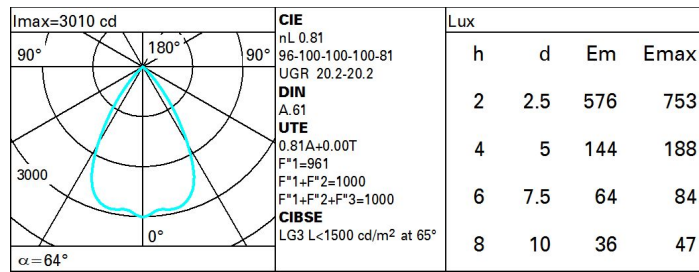 Imax=3010 cd
90° 180° 90°
3000
0°
α=64°
CIE
nL 0.81
96-100-100-100-81
UGR 20.2-20.2
DIN
A.61
UTE
0.81A+0.00T
F"1=961
F"1+F"2=1000
F"1+F"2+F"3=1000
CIBSE
LG3 L<1500 cd/m² at 65°
Lux
h d Em Emax
2 2.5 576 753
4 5 144 188
6 7.5 64 84
8 10 36 47